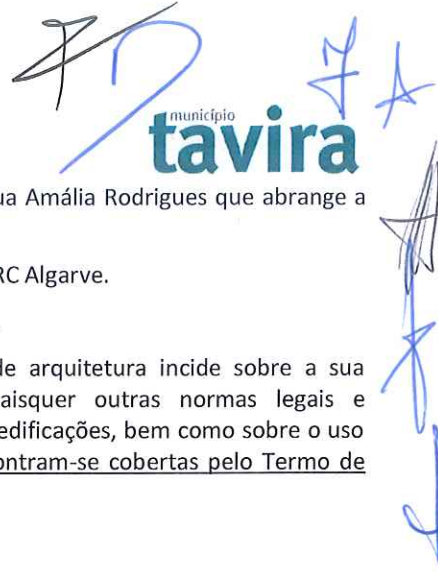 município
tavira
ua Amália Rodrigues que abrange a
RC Algarve.
de arquitetura incide sobre a sua
aisquer outras normas legais e
edificações, bem como sobre o uso
ontram-se cobertas pelo Termo de